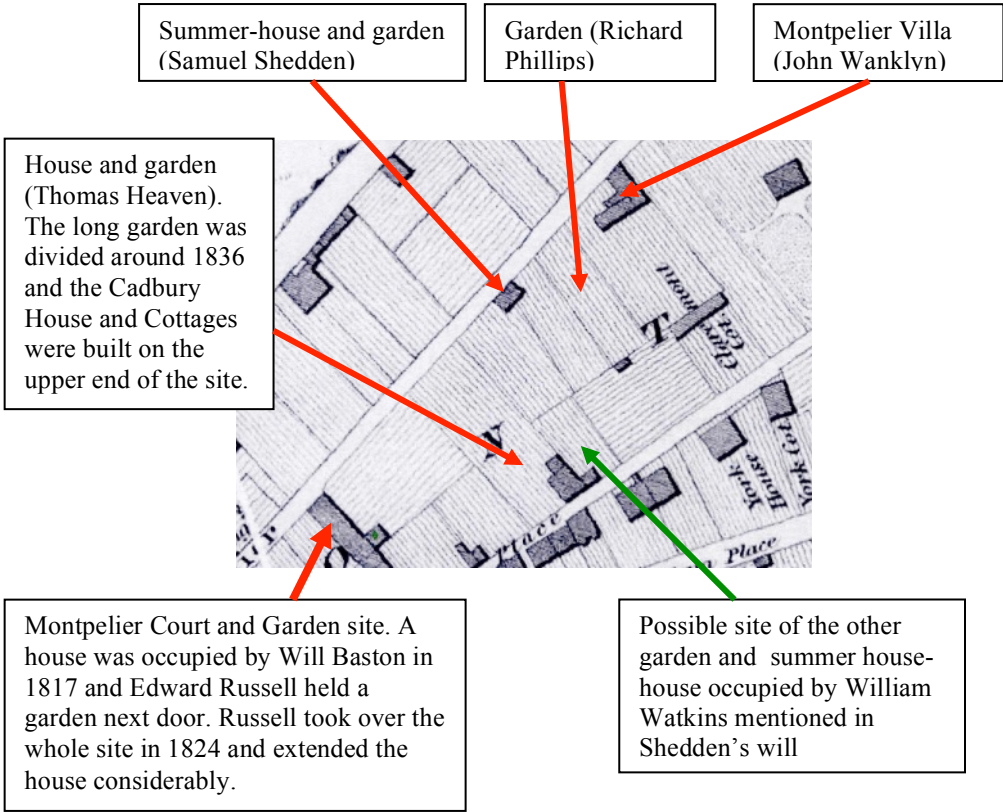 Summer-house and garden
(Samuel Shedden)
Garden (Richard
Phillips)
Montpelier Villa
(John Wanklyn)
House and garden
(Thomas Heaven).
The long garden was
divided around 1836
and the Cadbury
House and Cottages
were built on the
upper end of the site.
T
Y
York
House
York Cot
Place
Place
Montpelier Court and Garden site. A
house was occupied by Will Baston in
1817 and Edward Russell held a
garden next door. Russell took over the
whole site in 1824 and extended the
house considerably.
Possible site of the other
garden and summer house-
house occupied by William
Watkins mentioned in
Shedden’s will